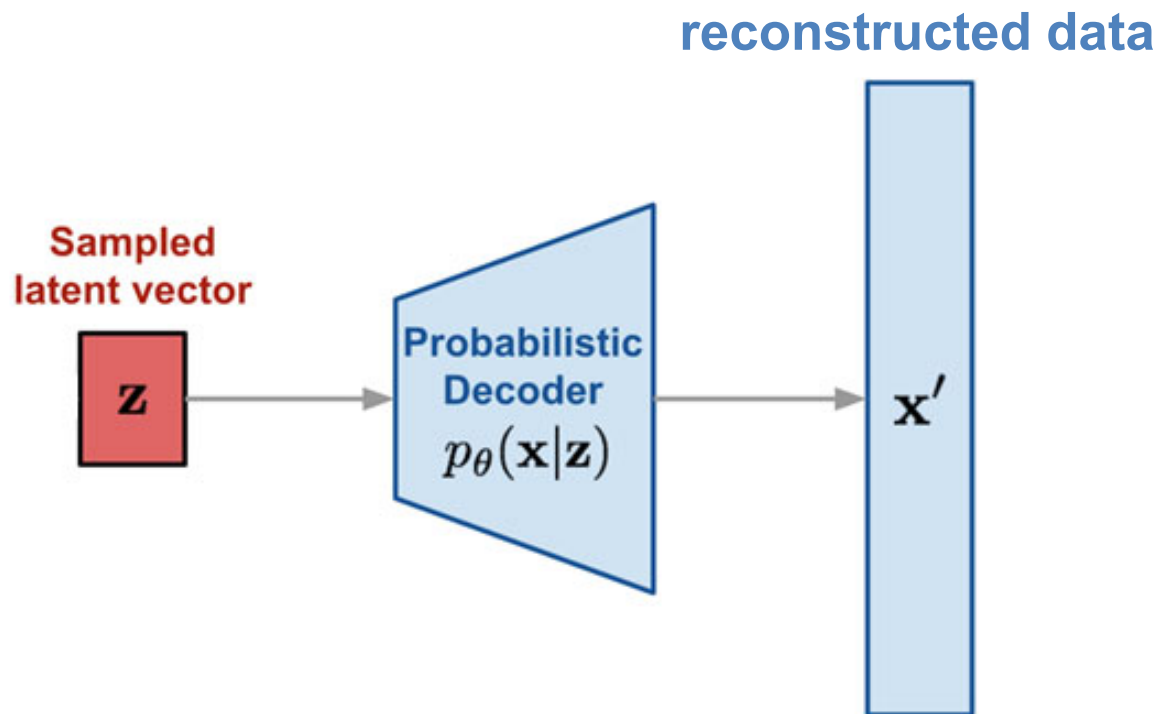 reconstructed data
Sampled
latent vector
z
Probabilistic
Decoder
pθ(x|z)
x′